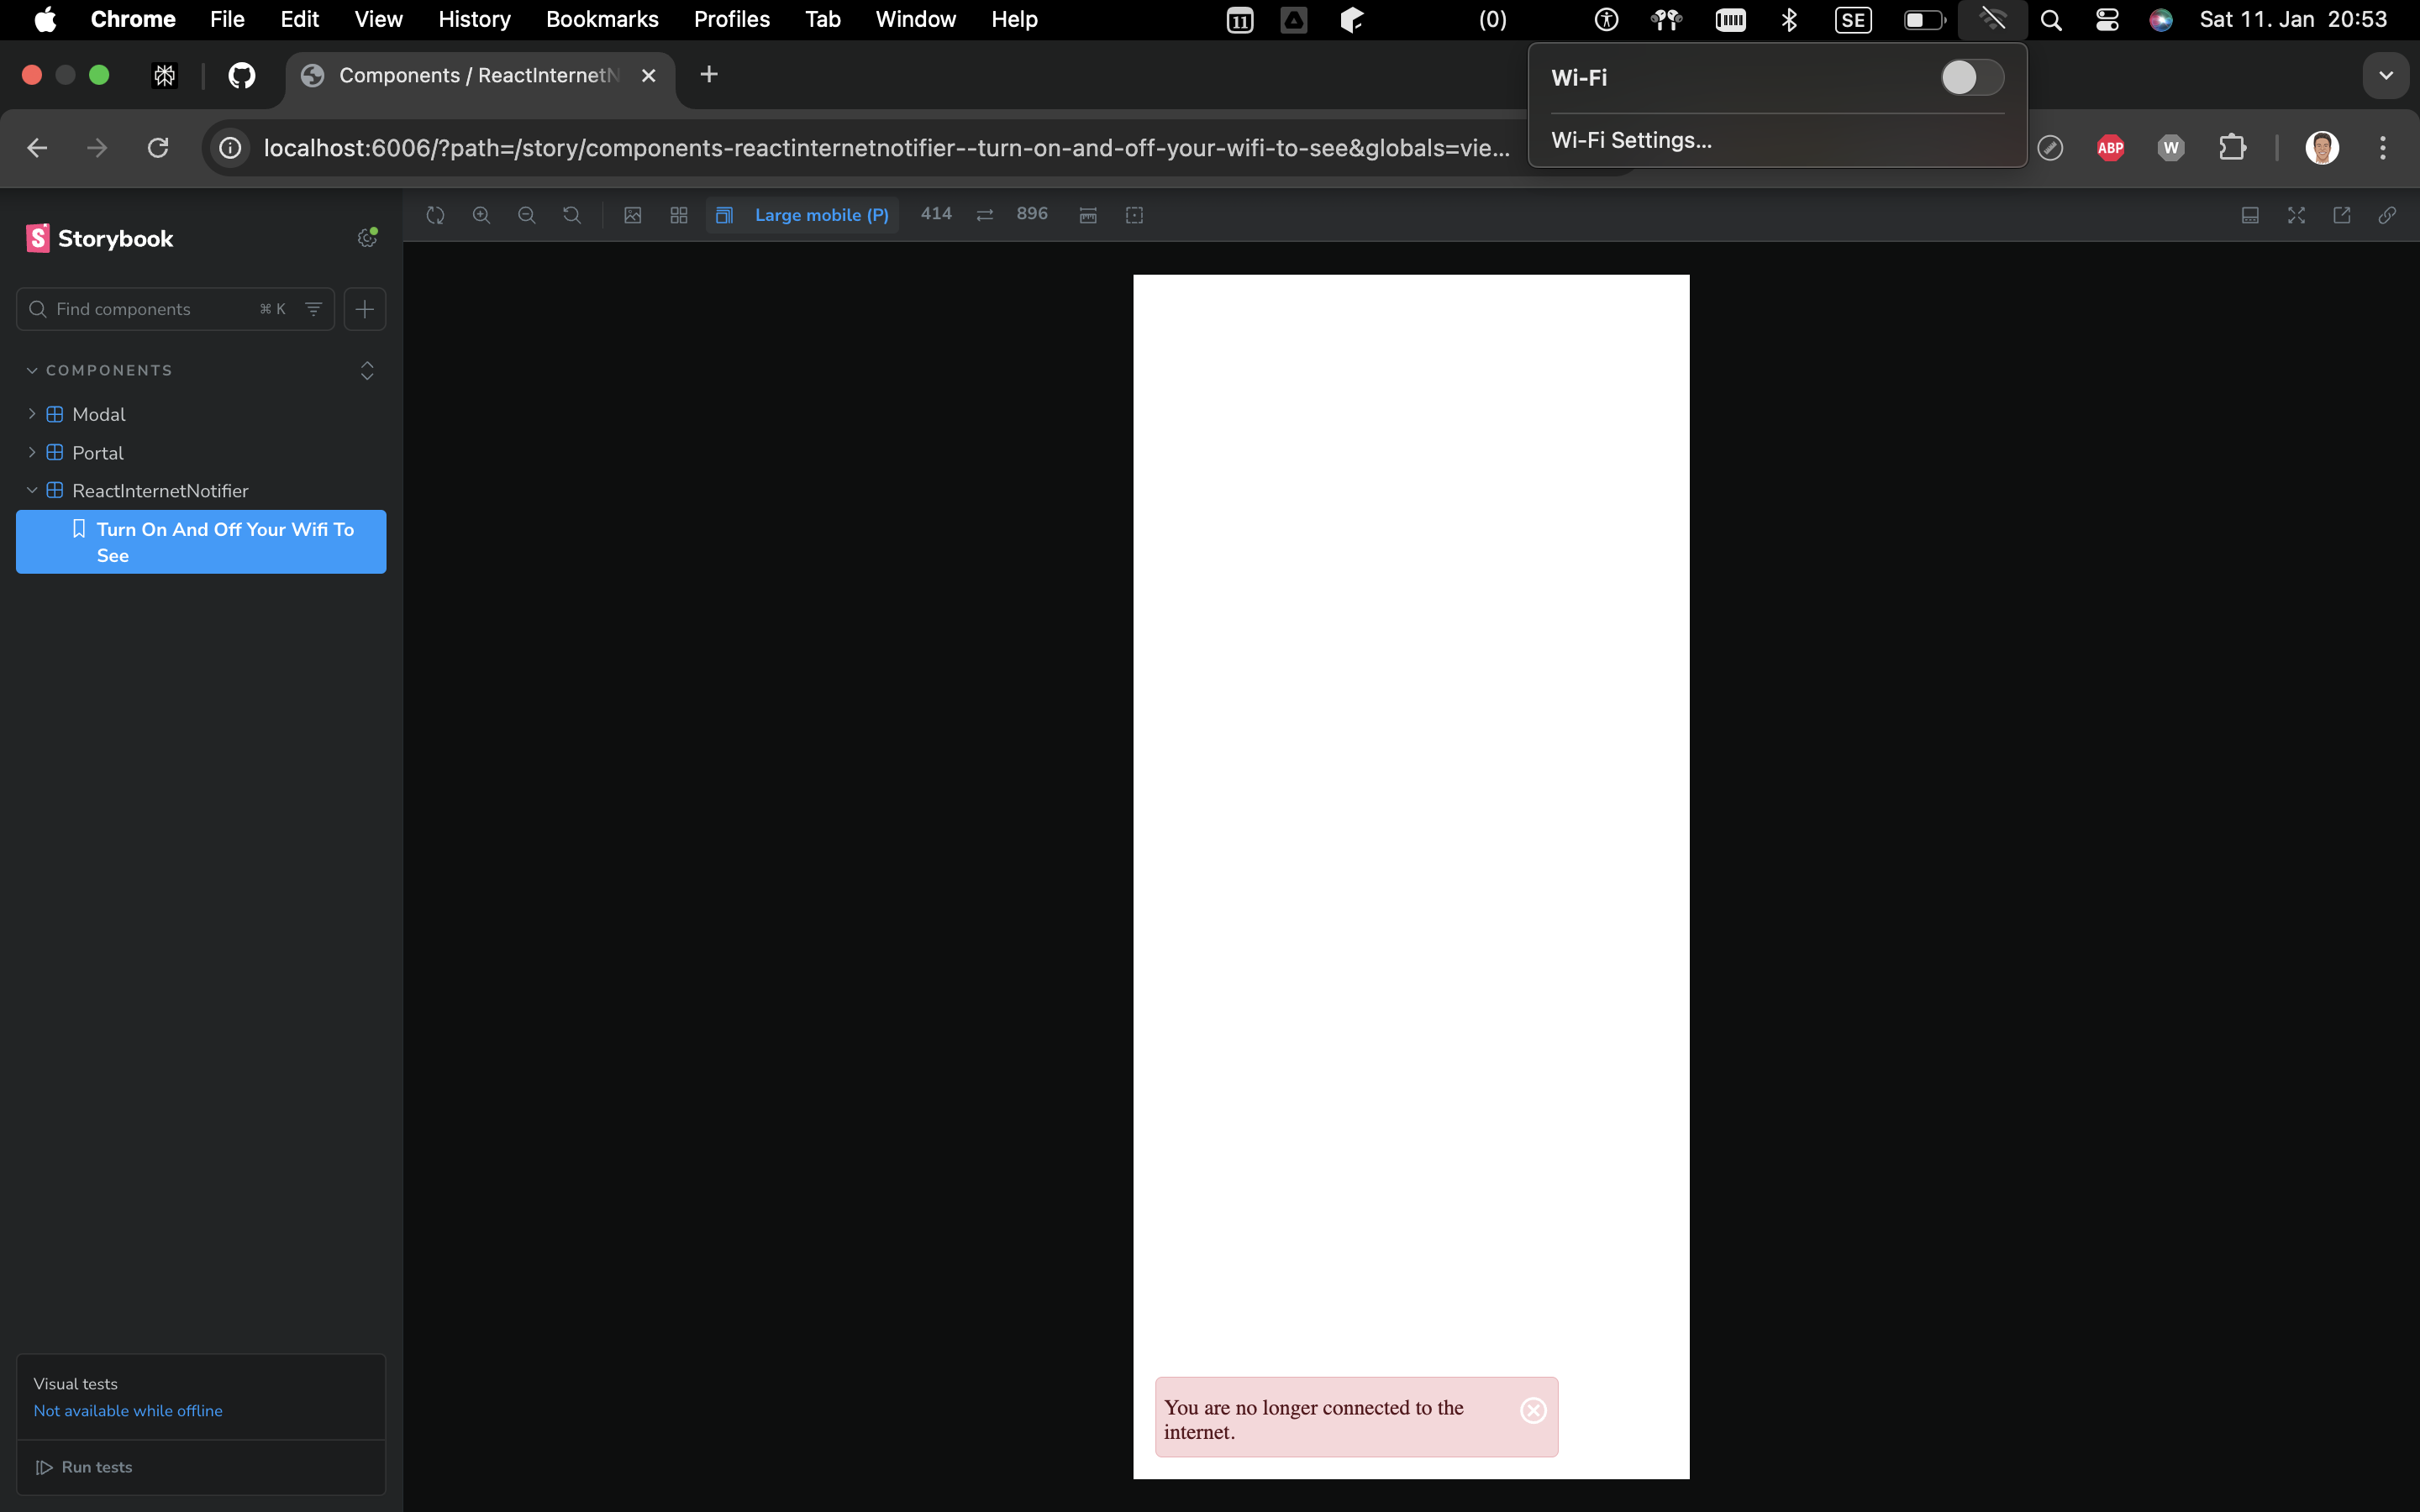 Chrome File Edit View History Bookmarks Profiles Tab Window Help 11 (0) SE Sat 11. Jan 20:53
Components / ReactInternetN
Wi-Fi
localhost:6006/?path=/story/components-reactinternetnotifier--turn-on-and-off-your-wifi-to-see&globals=vie...
Wi-Fi Settings...
ABP W
Storybook
Large mobile (P) 414 896
Find components ⌘ K
COMPONENTS
Modal
Portal
ReactInternetNotifier
Turn On And Off Your Wifi To
See
You are no longer connected to the
internet.
Visual tests
Not available while offline
Run tests